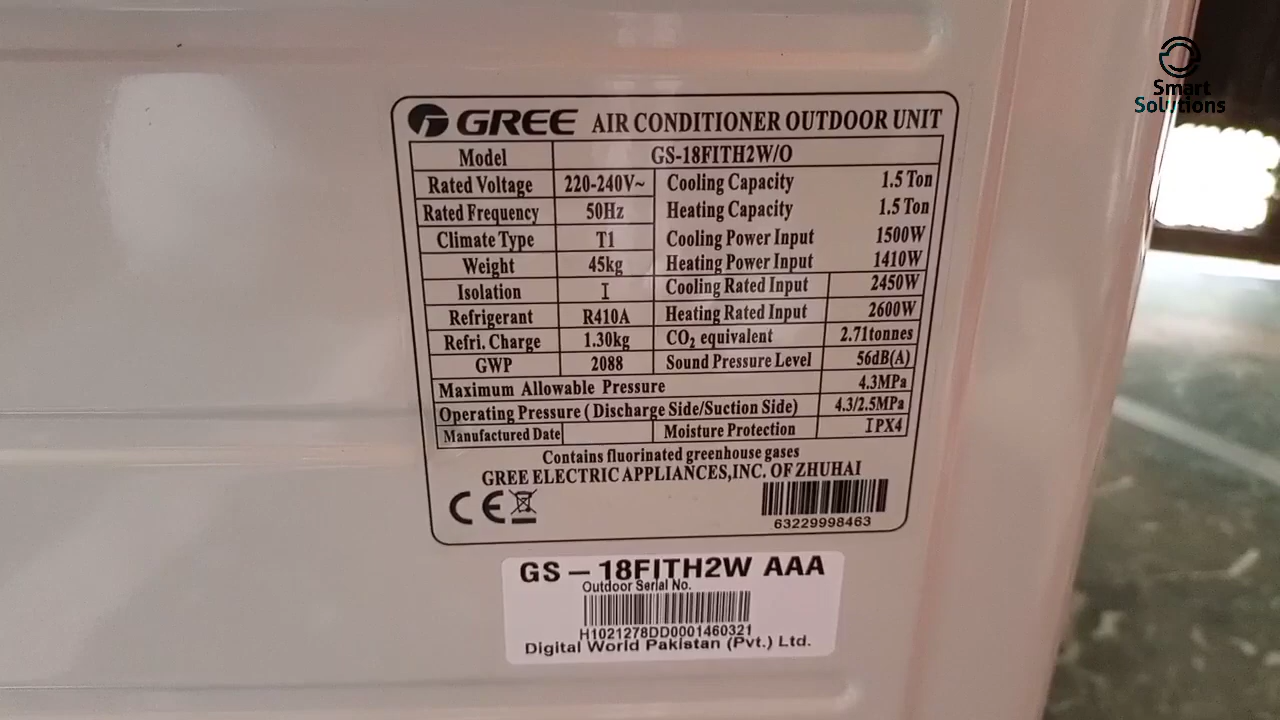 Smart
Solutions
GREE AIR CONDITIONER OUTDOOR UNIT
Model GS-18FITH2W/O
Rated Voltage 220-240V~ Cooling Capacity 1.5 Ton
Rated Frequency 50Hz Heating Capacity 1.5 Ton
Climate Type T1 Cooling Power Input 1500W
Weight 45kg Heating Power Input 1410W
Isolation I Cooling Rated Input 2450W
Refrigerant R410A Heating Rated Input 2600W
Refri. Charge 1.30kg CO₂ equivalent 2.71tonnes
GWP 2088 Sound Pressure Level 56dB(A)
Maximum Allowable Pressure 4.3MPa
Operating Pressure ( Discharge Side/Suction Side) 4.3/2.5MPa
Manufactured Date Moisture Protection IPX4
Contains fluorinated greenhouse gases
GREE ELECTRIC APPLIANCES,INC. OF ZHUHAI
CE
63229998463
GS – 18FITH2W AAA
Outdoor Serial No.
H1021278DD0001460321
Digital World Pakistan (Pvt.) Ltd.